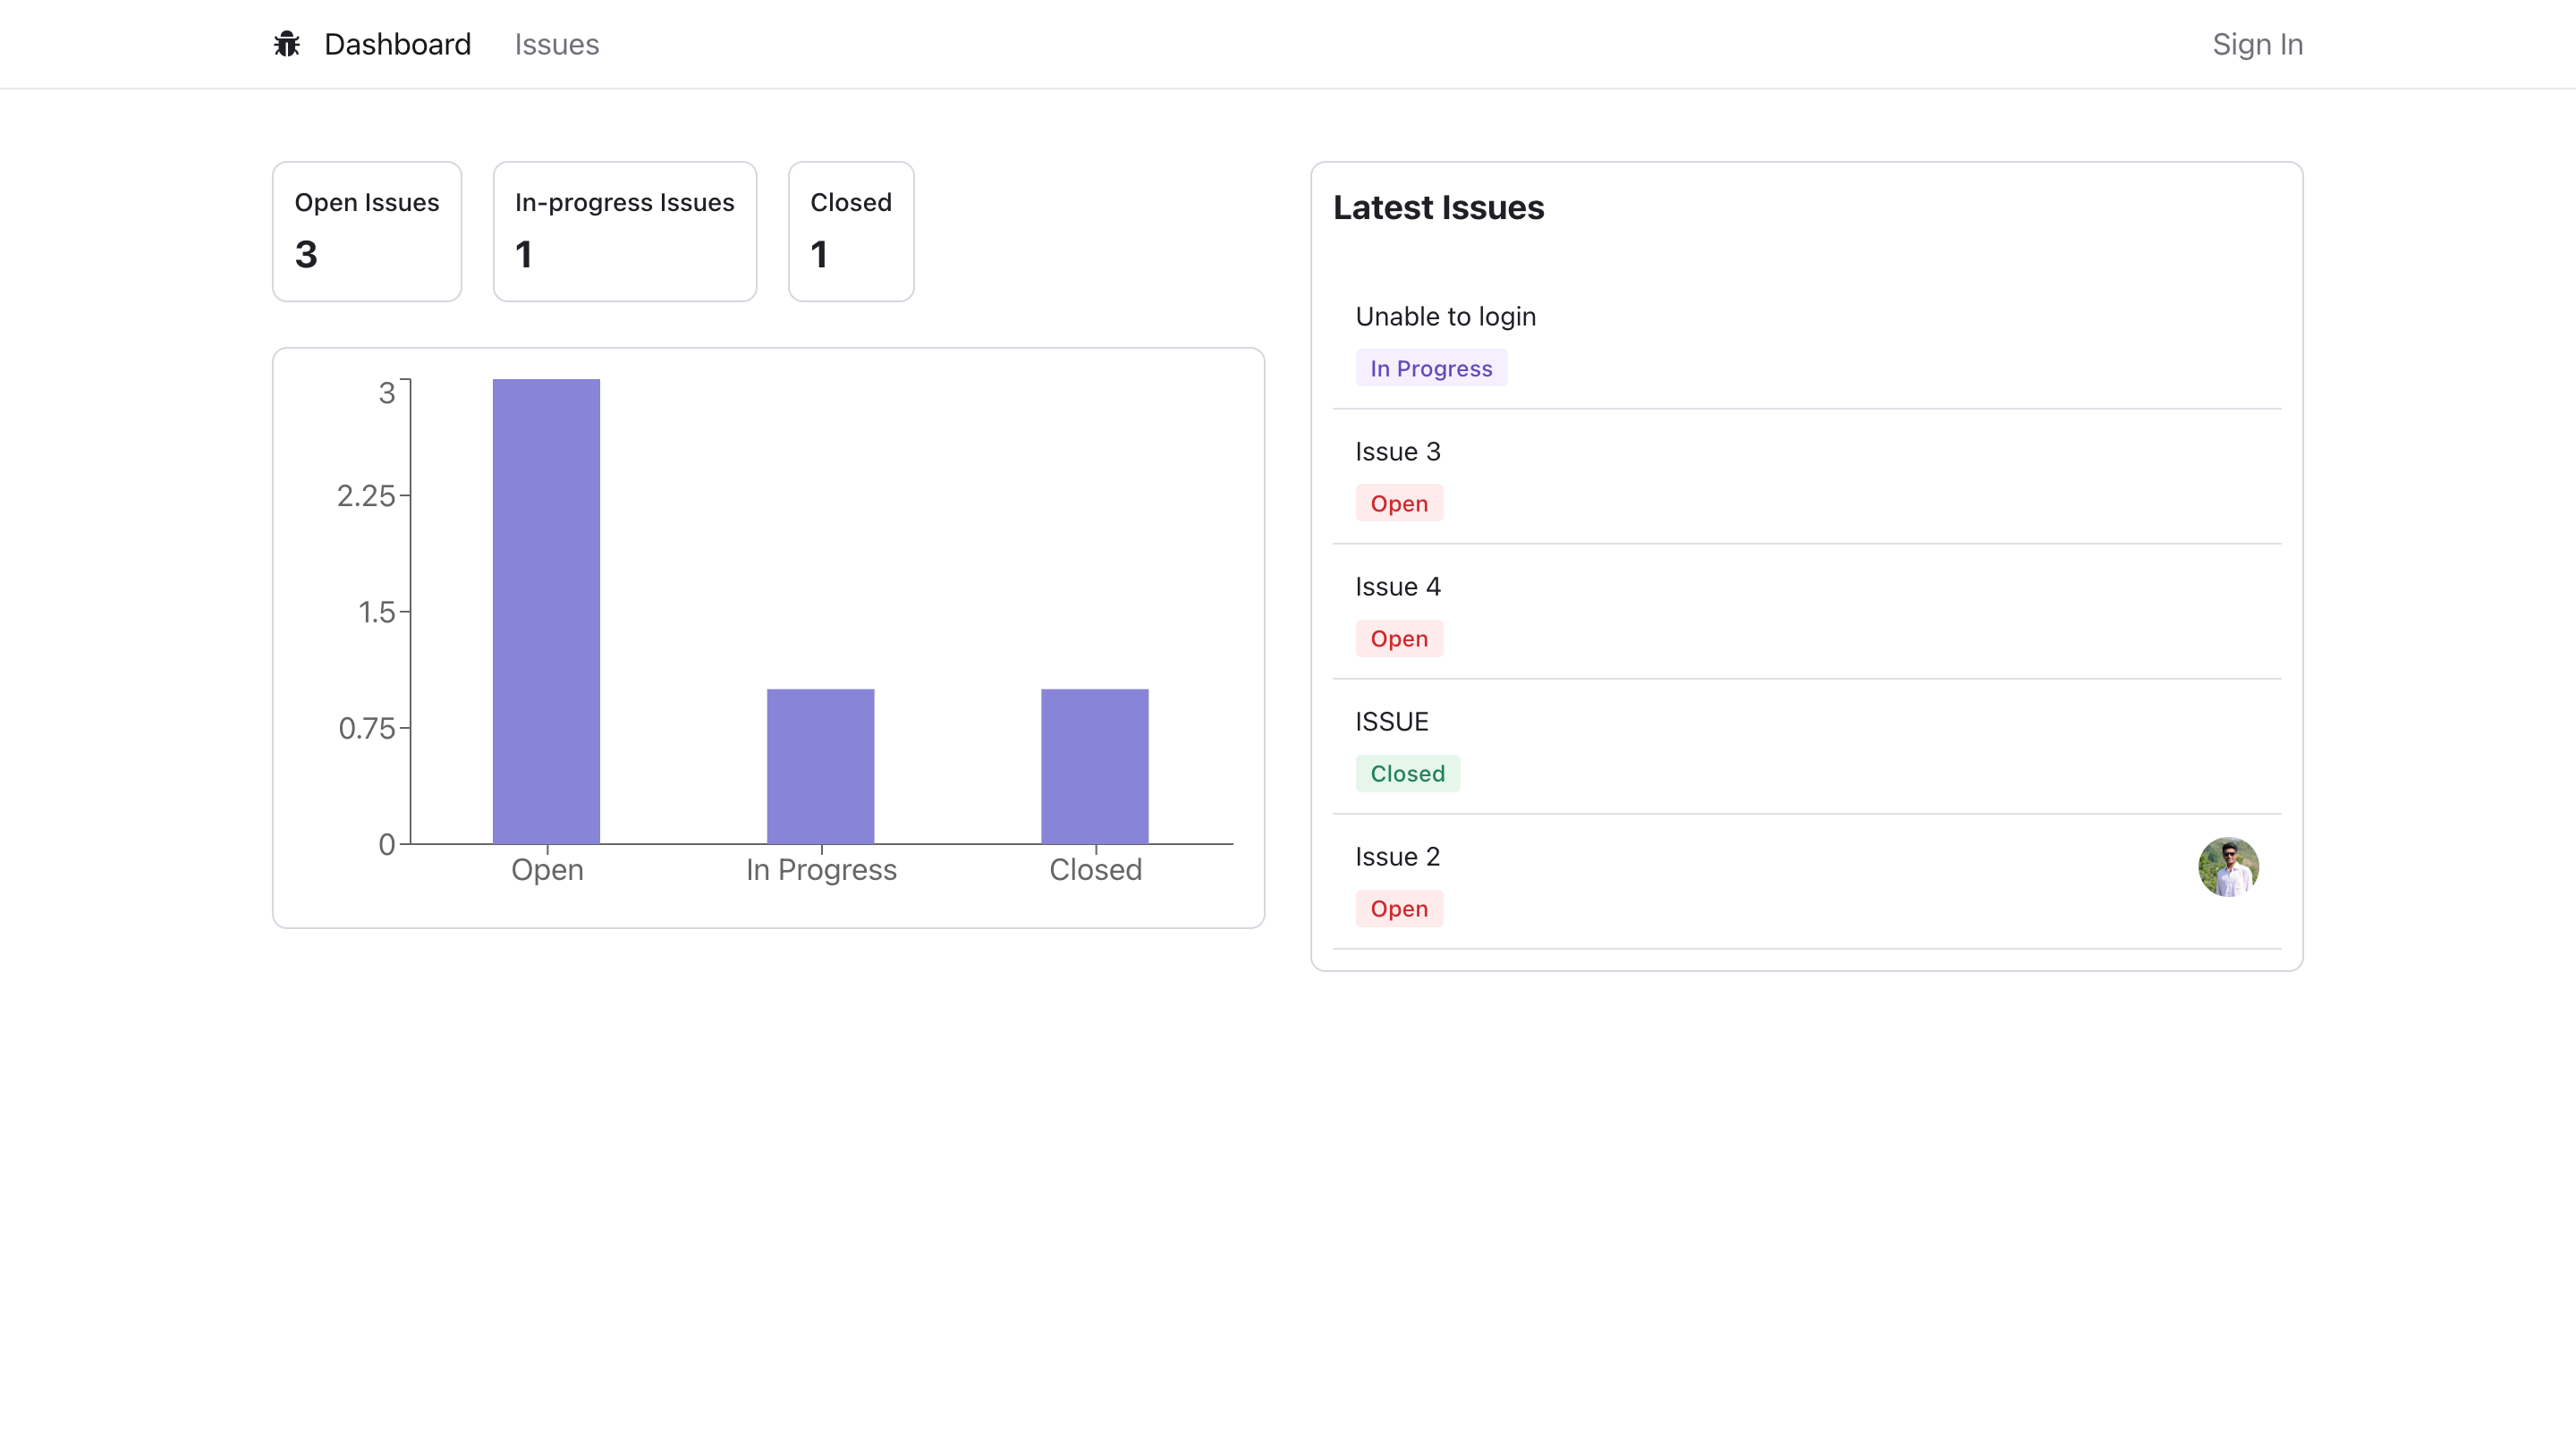 Dashboard Issues Sign In
Open Issues
3
In-progress Issues
1
Closed
1
3
2.25
1.5
0.75
0
Open In Progress Closed
Latest Issues
Unable to login
In Progress
Issue 3
Open
Issue 4
Open
ISSUE
Closed
Issue 2
Open